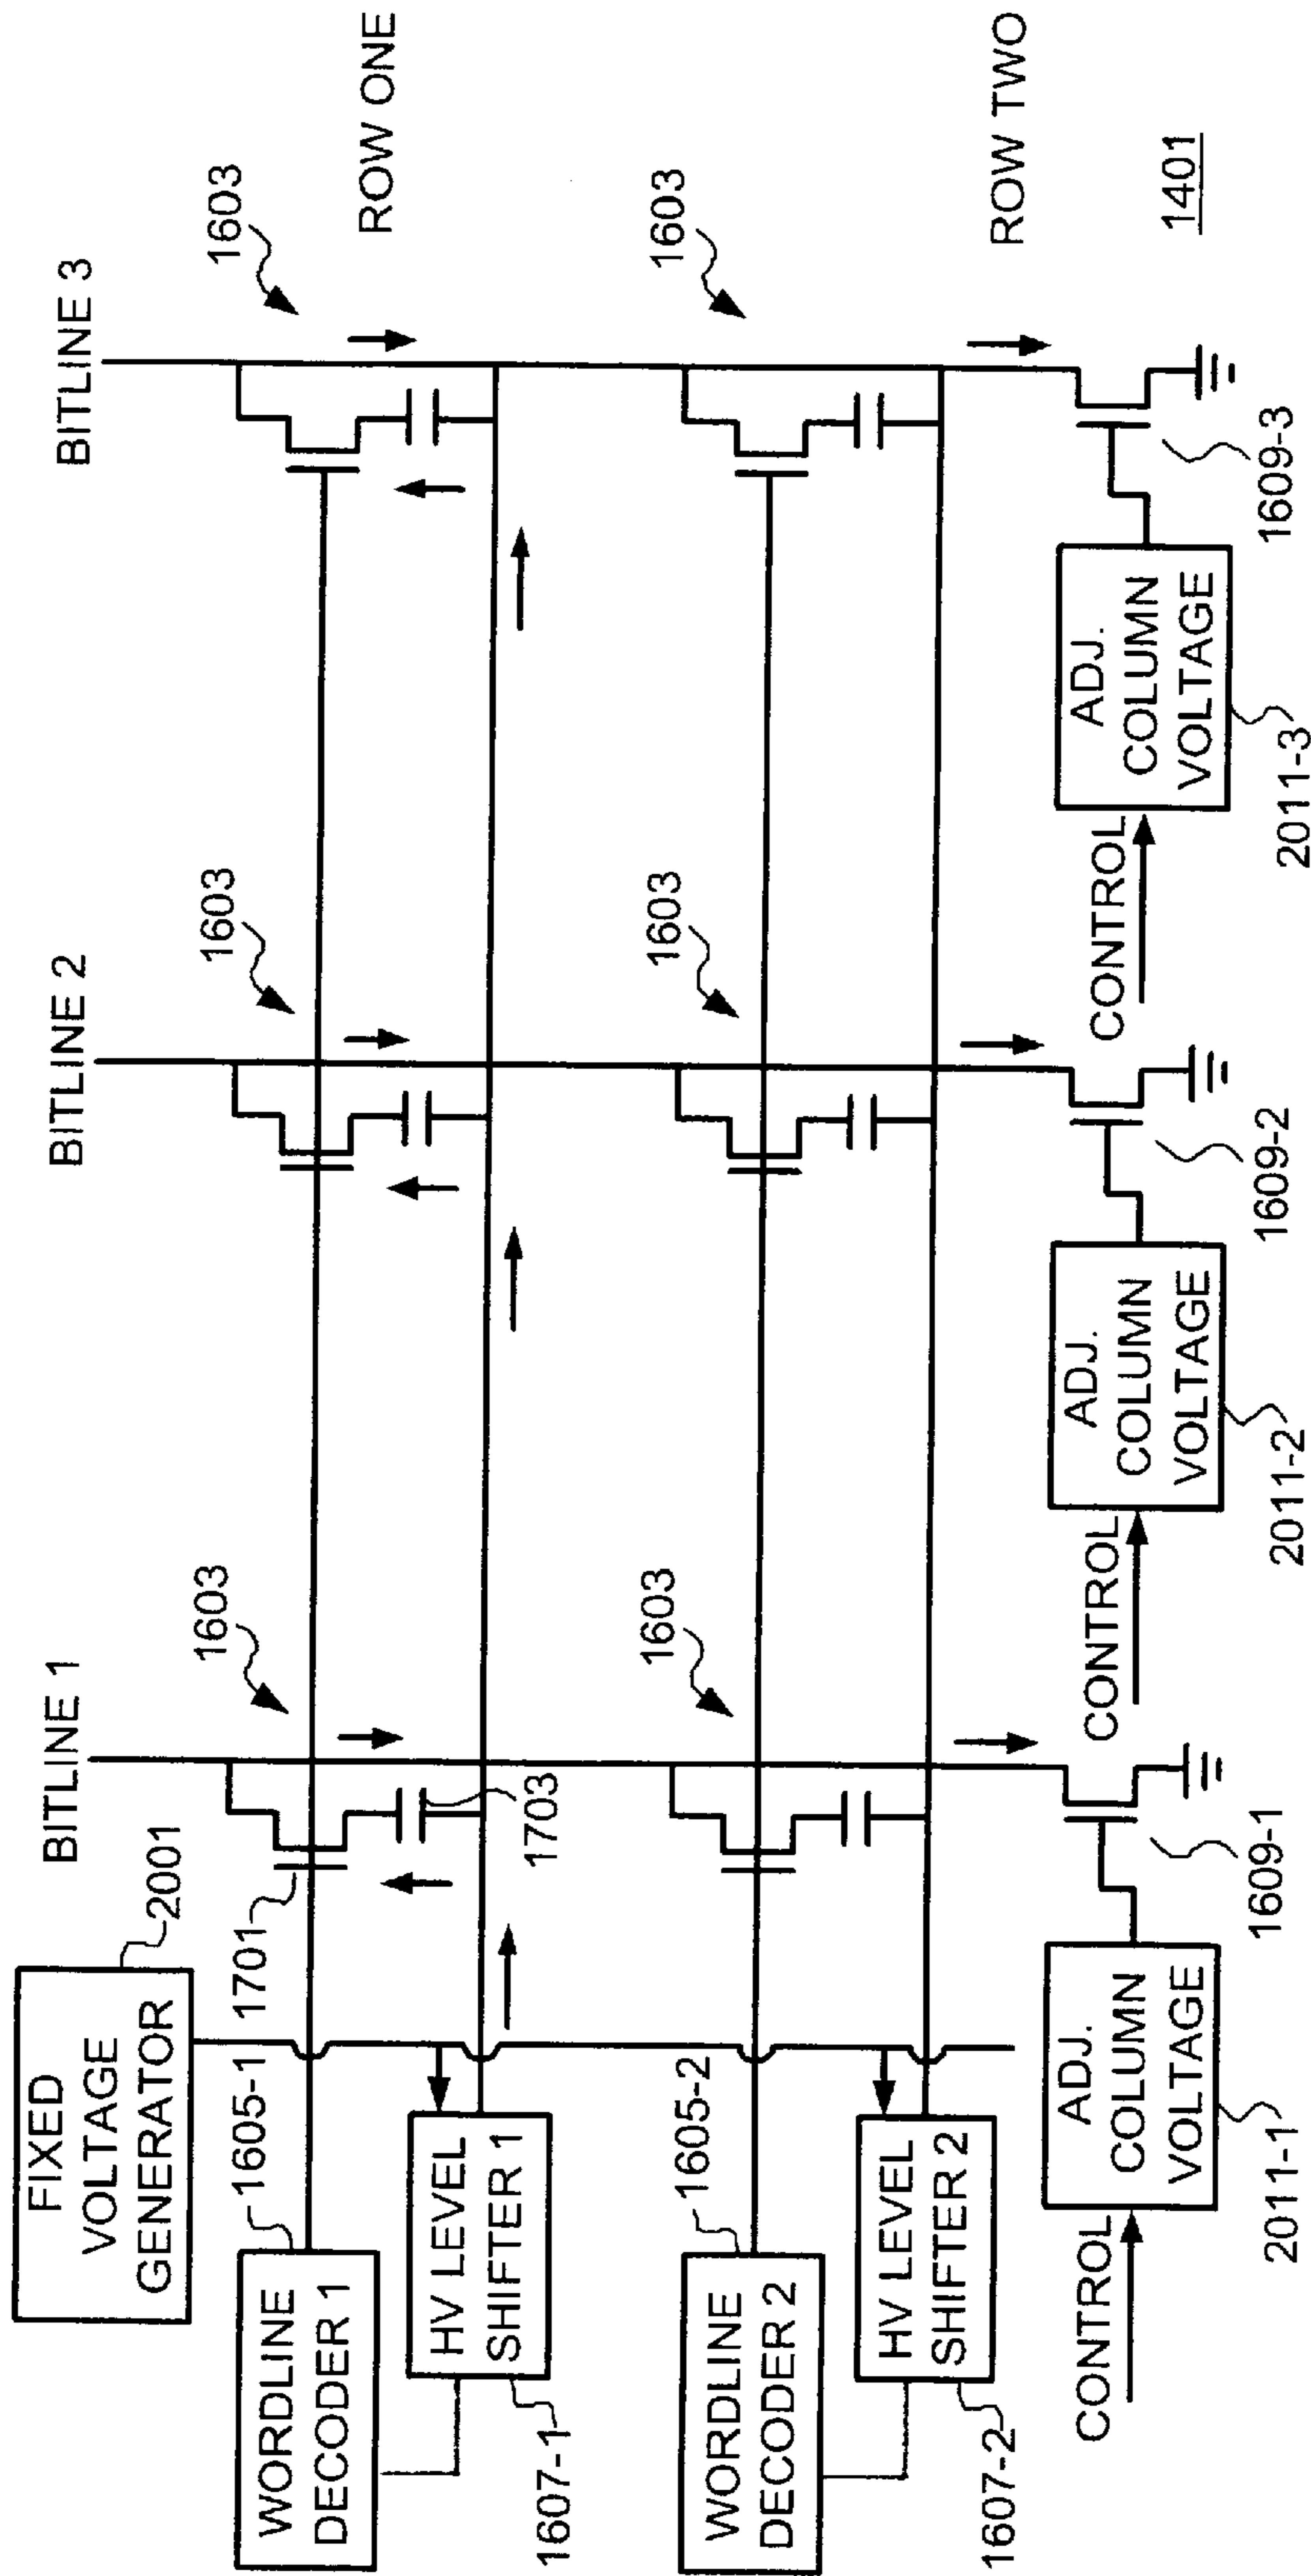 FIXED
VOLTAGE
GENERATOR
2001
BITLINE 1
BITLINE 2
BITLINE 3
WORDLINE
DECODER 1
1605-1
1701
1603
1603
1603
ROW ONE
HV LEVEL
SHIFTER 1
1607-1
1703
WORDLINE
DECODER 2
1605-2
1603
1603
1603
HV LEVEL
SHIFTER 2
1607-2
ROW TWO
CONTROL
ADJ.
COLUMN
VOLTAGE
2011-1
1609-1
CONTROL
ADJ.
COLUMN
VOLTAGE
2011-2
1609-2
CONTROL
ADJ.
COLUMN
VOLTAGE
2011-3
1609-3
1401